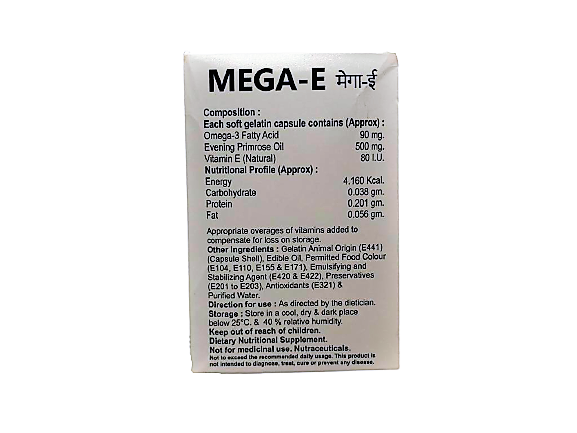 MEGA-E मेगा-ई
Composition :
Each soft gelatin capsule contains (Approx) :
Omega-3 Fatty Acid 90 mg.
Evening Primrose Oil 500 mg.
Vitamin E (Natural) 80 I.U.
Nutritional Profile (Approx) :
Energy 4.160 Kcal.
Carbohydrate 0.038 gm.
Protein 0.201 gm.
Fat 0.056 gm.
Appropriate overages of vitamins added to
compensate for loss on storage.
Other Ingredients : Gelatin Animal Origin (E441)
(Capsule Shell), Edible Oil, Permitted Food Colour
(E104, E110, E155 & E171), Emulsifying and
Stabilizing Agent (E420 & E422), Preservatives
(E201 to E203), Antioxidants (E321) &
Purified Water.
Direction for use : As directed by the dietician.
Storage : Store in a cool, dry & dark place
below 25°C. & 40 % relative humidity.
Keep out of reach of children.
Dietary Nutritional Supplement.
Not for medicinal use. Nutraceuticals.
Not to exceed the recommended daily usage. This product is
not intended to diagnose, treat, cure or prevent any disease.